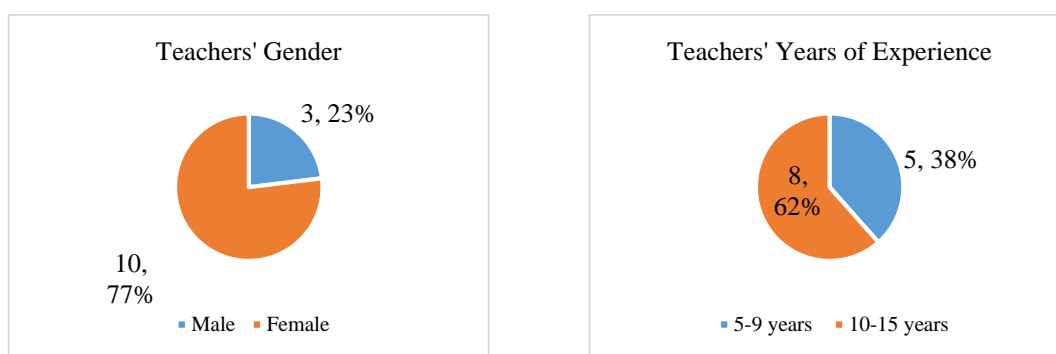 Teachers' Gender
3, 23%
10,
77%
Male Female
Teachers' Years of Experience
5, 38%
8,
62%
5-9 years 10-15 years